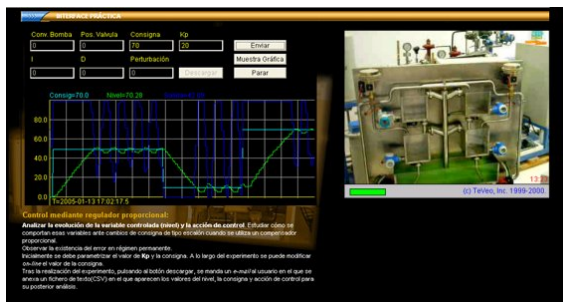 INTERFACE PRÁCTICA
Conv. Bomba Pos. Valvula Consigna Kp
0 0 70 20 Enviar
I D Perturbación Muestra Gráfica
0 0 0 Descargar Parar
Consig=70.0 Nivel=70.28
80.0
60.0
40.0
20.0
0.0
T=2005-01-13 17:02:17.5
13:23
(c) TeVeo, Inc. 1999-2000.
Control mediante regulador proporcional:
Analizar la evolución de la variable controlada (nivel) y la acción de control. Estudiar cómo se
comportan esas variables ante cambios de consigna de tipo escalón cuando se utiliza un compensador
proporcional.
Observar la existencia del error en régimen permanente.
Inicialmente se debe parametrizar el valor de Kp y la consigna. A lo largo del experimento se puede modificar
on-line el valor de la consigna.
Tras la realización del experimento, pulsando al botón descargar, se manda un e-mail al usuario en el que se
anexa un fichero de texto(CSV) en el que aparecen los valores del nivel, la consigna y acción de control para
su posterior análisis.